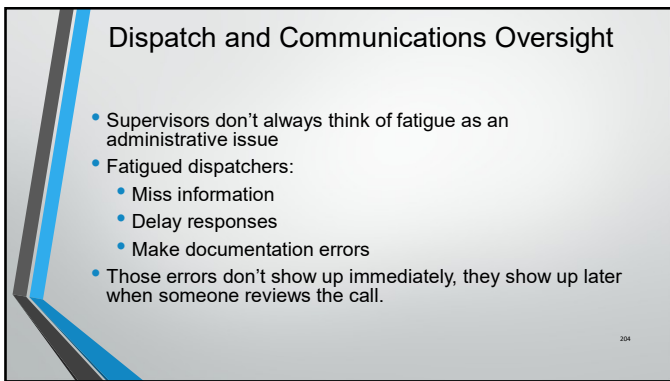 Dispatch and Communications Oversight
• Supervisors don’t always think of fatigue as an
administrative issue
• Fatigued dispatchers:
• Miss information
• Delay responses
• Make documentation errors
• Those errors don’t show up immediately, they show up later
when someone reviews the call.
204